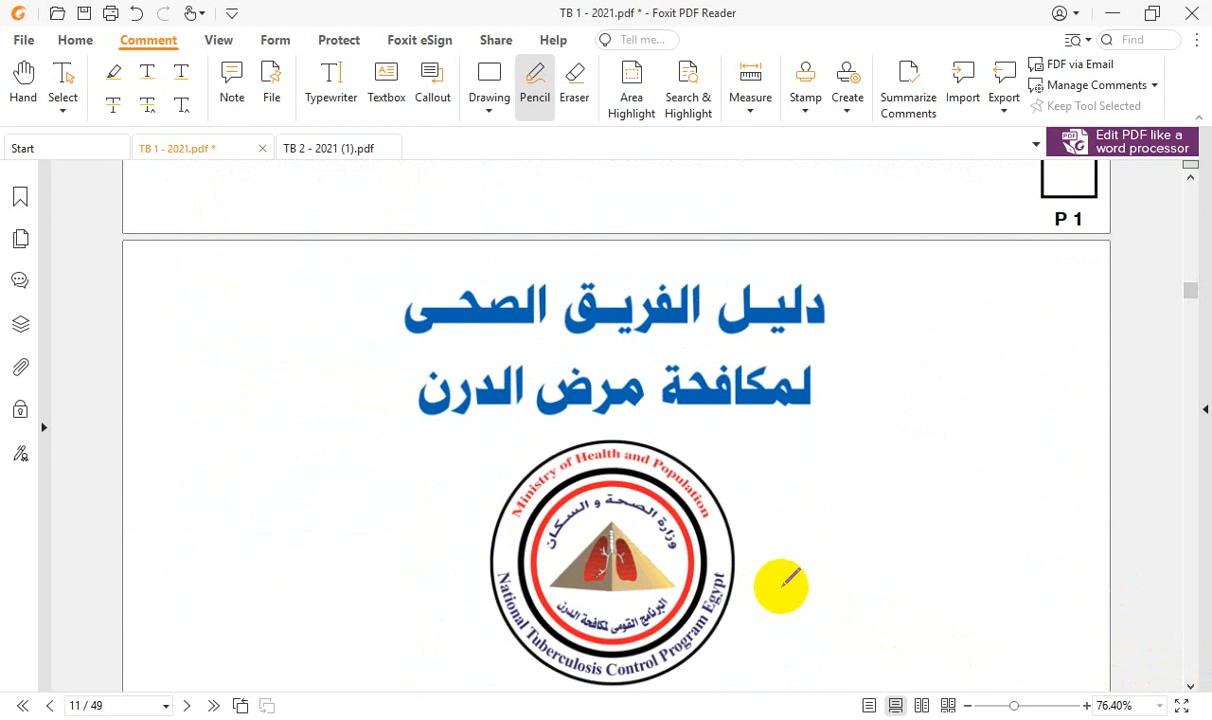 TB 1 - 2021.pdf * - Foxit PDF Reader
File Home Comment View Form Protect Foxit eSign Share Help Tell me... Find
Hand Select Note File Typewriter Textbox Callout Drawing Pencil Eraser Area Highlight Search & Highlight Measure Stamp Create Summarize Comments Import Export
FDF via Email
Manage Comments
Keep Tool Selected
Start TB 1 - 2021.pdf * TB 2 - 2021 (1).pdf
Edit PDF like a
word processor
P 1
دليل الفريق الصحى
لمكافحة مرض الدرن
Ministry of Health and Population
وزارة الصحة و السكان
البرنامج القومى لمكافحة الدرن
National Tuberculosis Control Program Egypt
11 / 49
76.40%